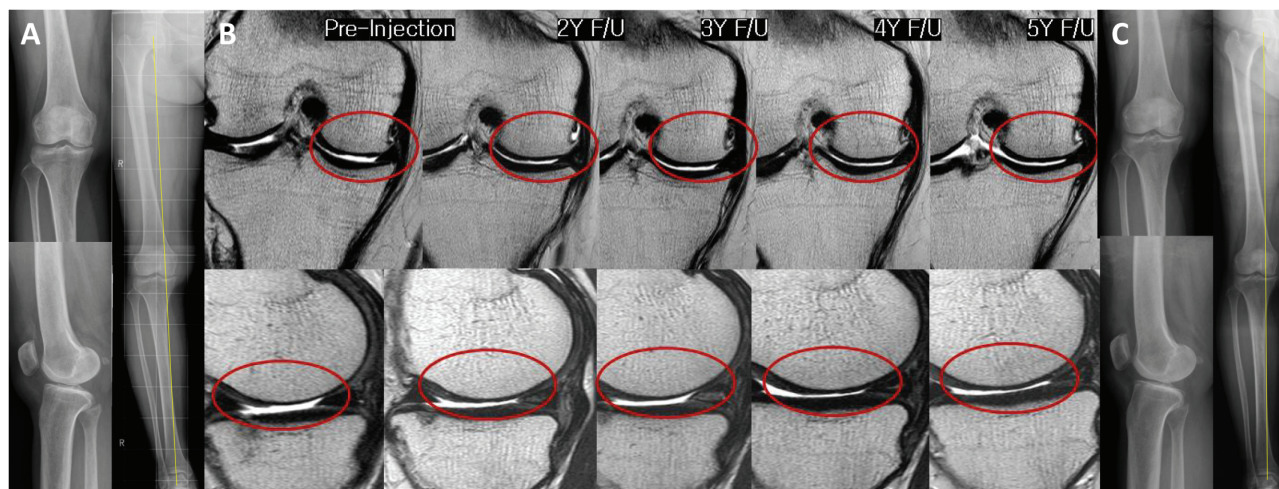 A
B
Pre-Injection
2Y F/U
3Y F/U
4Y F/U
5Y F/U
C
R
R